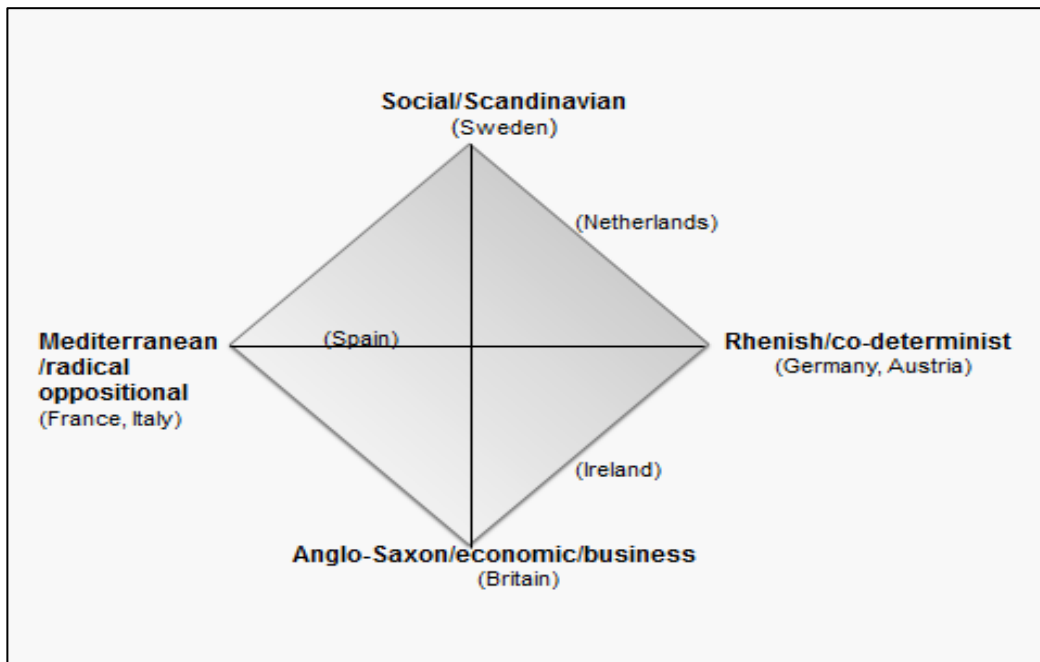 Social/Scandinavian
(Sweden)
(Netherlands)
Mediterranean
/radical
oppositional
(France, Italy)
(Spain)
Rhenish/co-determinist
(Germany, Austria)
(Ireland)
Anglo-Saxon/economic/business
(Britain)